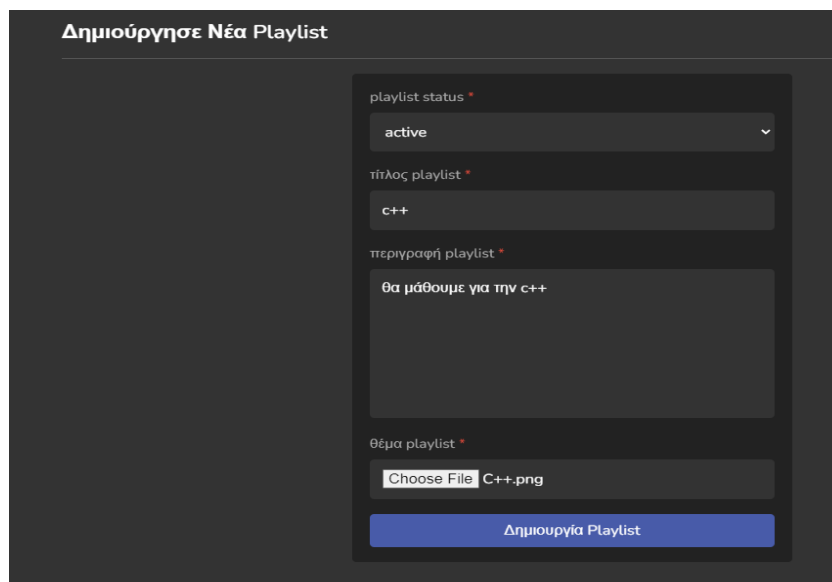 Δημιούργησε Νέα Playlist
playlist status *
active
τίτλος playlist *
c++
περιγραφή playlist *
θα μάθουμε για την c++
θέμα playlist *
Choose File C++.png
Δημιουργία Playlist